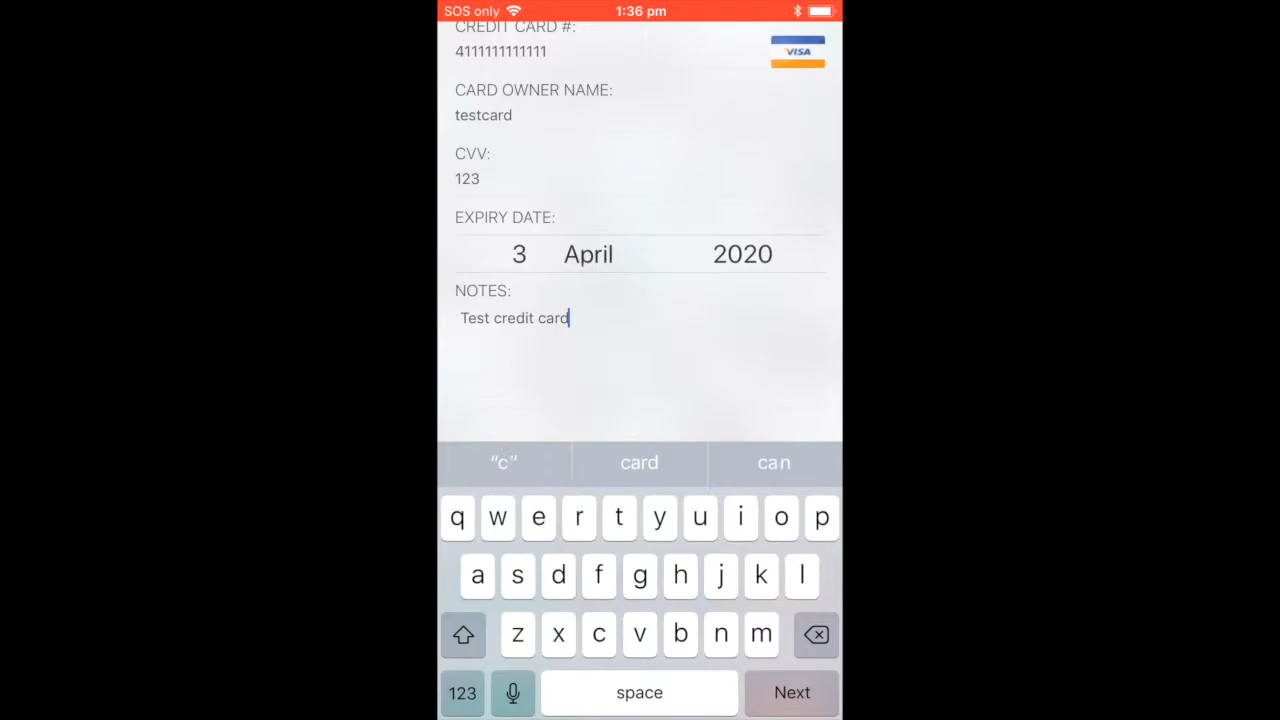 SOS only 1:36 pm
CREDIT CARD #:
4111111111111
VISA
CARD OWNER NAME:
testcard
CVV:
123
EXPIRY DATE:
3 April 2020
NOTES:
Test credit card
"c" card can
q w e r t y u i o p
a s d f g h j k l
z x c v b n m
123 space Next